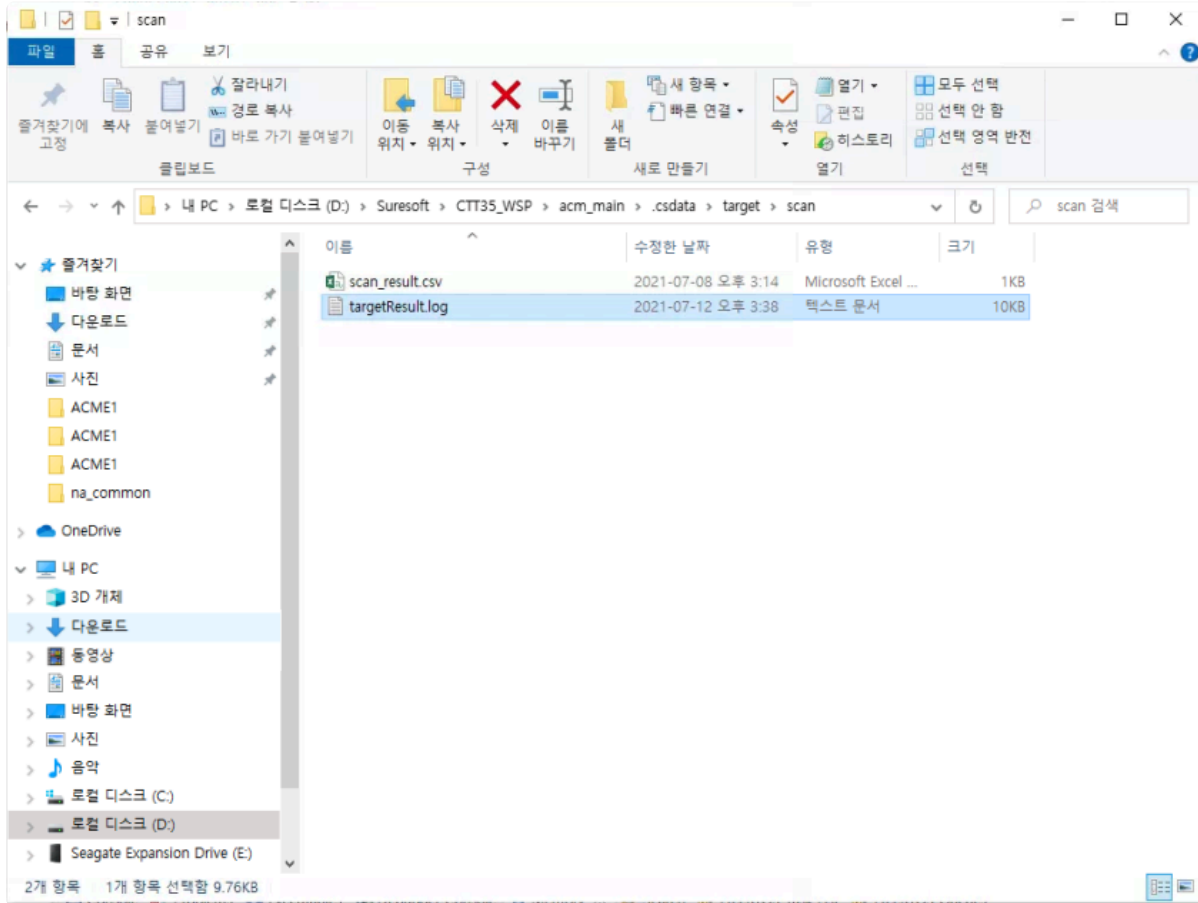 scan
파일 홈 공유 보기
즐겨찾기에 고정
복사
붙여넣기
잘라내기
경로 복사
바로 가기 붙여넣기
클립보드
이동 위치
복사 위치
삭제
이름 바꾸기
구성
새 폴더
새 항목
빠른 연결
새로 만들기
속성
열기
편집
히스토리
열기
모두 선택
선택 안 함
선택 영역 반전
선택
내 PC > 로컬 디스크 (D:) > Suresoft > CTT35_WSP > acm_main > .csdata > target > scan
scan 검색
이름 수정한 날짜 유형 크기
scan_result.csv 2021-07-08 오후 3:14 Microsoft Excel ... 1KB
targetResult.log 2021-07-12 오후 3:38 텍스트 문서 10KB
즐겨찾기
바탕 화면
다운로드
문서
사진
ACME1
ACME1
ACME1
na_common
OneDrive
내 PC
3D 개체
다운로드
동영상
문서
바탕 화면
사진
음악
로컬 디스크 (C:)
로컬 디스크 (D:)
Seagate Expansion Drive (E:)
2개 항목 1개 항목 선택함 9.76KB